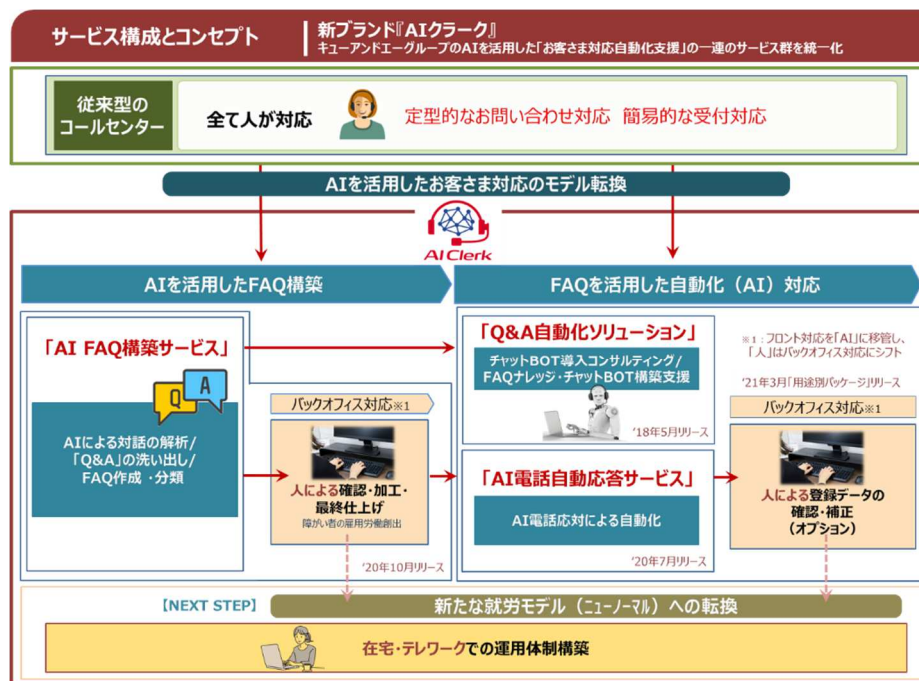 サービス構成とコンセプト
新ブランド『AIクラーク』
キューアンドエーグループのAIを活用した「お客さま対応自動化支援」の一連のサービス群を統一化
従来型の
コールセンター
全て人が対応
定型的なお問い合わせ対応 簡易的な受付対応
AIを活用したお客さま対応のモデル転換
AI Clerk
AIを活用したFAQ構築
FAQを活用した自動化（AI）対応
「AI FAQ構築サービス」
Q
A
AIによる対話の解析/
「Q&A」の洗い出し/
FAQ作成・分類
バックオフィス対応※1
人による確認・加工・
最終仕上げ
障がい者の雇用労働創出
‘20年10月リリース
「Q&A自動化ソリューション」
チャットBOT導入コンサルティング/
FAQナレッジ・チャットBOT構築支援
‘18年5月リリース
「AI電話自動応答サービス」
AI電話応対による自動化
‘20年7月リリース
※1：フロント対応を「AI」に移管し、
「人」はバックオフィス対応にシフト
‘21年3月「用途別パッケージ」リリース
バックオフィス対応※1
人による登録データの
確認・補正
（オプション）
【NEXT STEP】
新たな就労モデル（ニューノーマル）への転換
在宅・テレワークでの運用体制構築